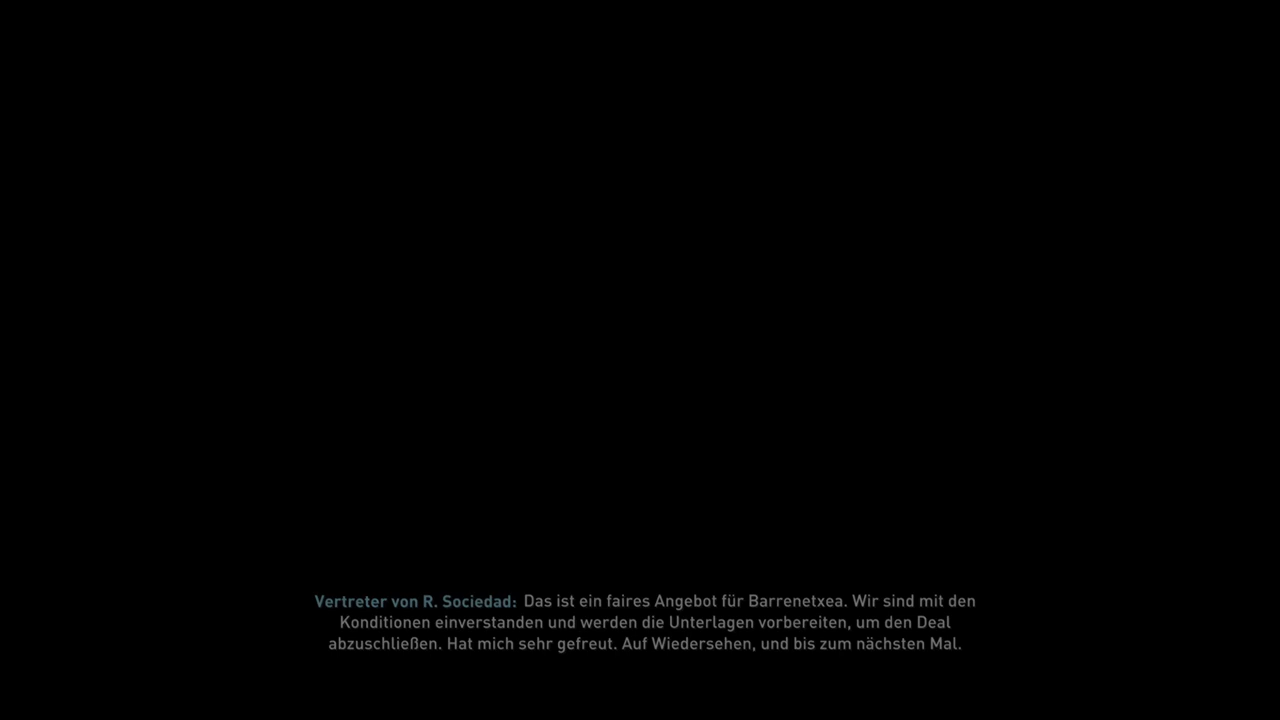 Vertreter von R. Sociedad: Das ist ein faires Angebot für Barrenetxea. Wir sind mit den
Konditionen einverstanden und werden die Unterlagen vorbereiten, um den Deal
abzuschließen. Hat mich sehr gefreut. Auf Wiedersehen, und bis zum nächsten Mal.